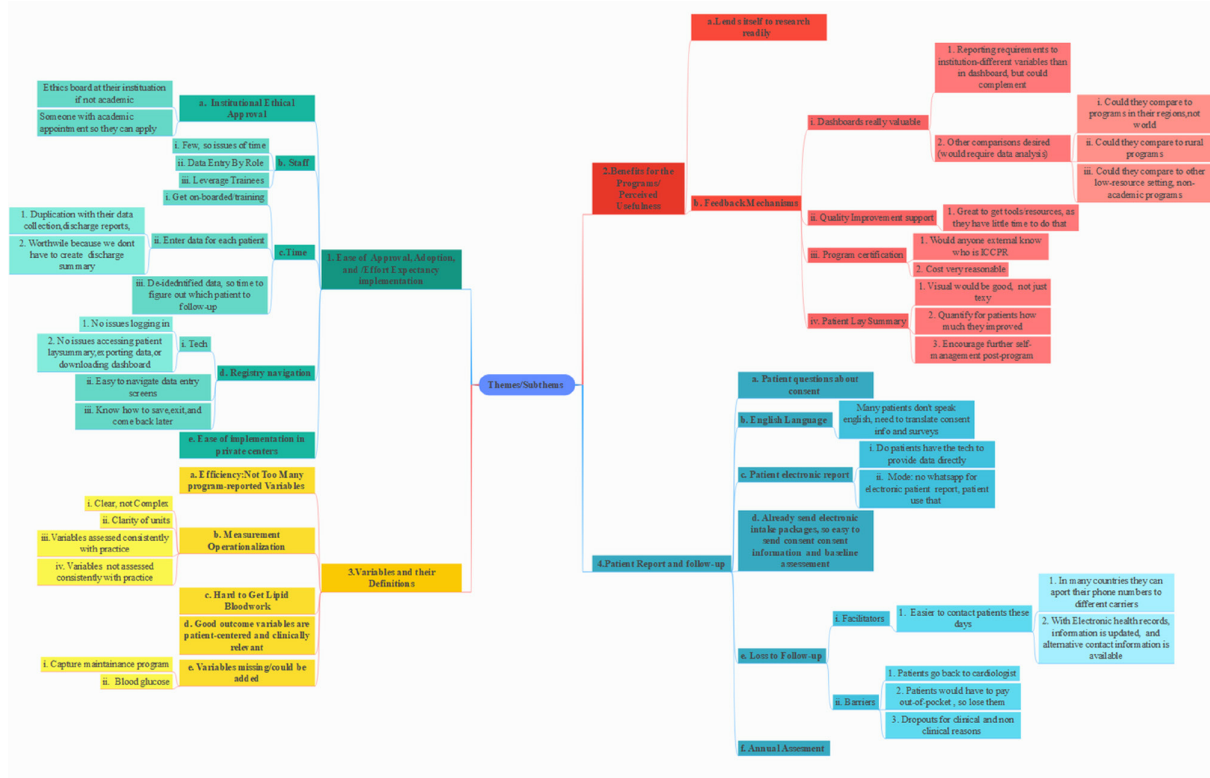 Themes/Subthems
1. Ease of Approval, Adoption,
and /Effort Expectancy
implementation
a. Institutional Ethical
Approval
Ethics board at their instituation
if not academic
Someone with academic
appointment so they can apply
b. Staff
i. Few, so issues of time
ii. Data Entry By Role
iii. Leverage Trainees
c.Time
i. Get on-boarded/training
ii. Enter data for each patient
1. Duplication with their data
collection,discharge reports,
2. Worthwile because we dont
have to create discharge
summary
iii. De-idedntified data, so time to
figure out which patient to
follow-up
d. Registry navigation
i. Tech
1. No issues logging in
2. No issues accessing patient
laysummary,exporting data,or
downloading dashboard
ii. Easy to navigate data entry
screens
iii. Know how to save,exit,and
come back later
e. Ease of implementation in
private centers
2.Benefits for the
Programs/
Perceived
Usefulness
a.Lends itself to research
readily
b. Feedback Mechanisms
i. Dashboards really valuable
1. Reporting requirements to
institution-different variables than
in dashboard, but could
complement
2. Other comparisons desired
(would require data analysis)
i. Could they compare to
programs in their regions,not
world
ii. Could they compare to rural
programs
iii. Could they compare to other
low-resource setting, non-
academic programs
ii. Quality Improvement support
1. Great to get tools/resources, as
they have little time to do that
iii. Program certification
1. Would anyone external know
who is ICCPR
2. Cost very reasonable
iv. Patient Lay Summary
1. Visual would be good, not just
texy
2. Quantify for patients how
much they improved
3. Encourage further self-
management post-program
3.Variables and their
Definitions
a. Efficiency:Not Too Many
program-reported Variables
b. Measurement
Operationalization
i. Clear, not Complex
ii. Clarity of units
iii.Variables assessed consistently
with practice
iv. Variables not assessed
consistently with practice
c. Hard to Get Lipid
Bloodwork
d. Good outcome variables are
patient-centered and clinically
relevant
e. Variables missing/could be
added
i. Capture maintainance program
ii. Blood glucose
4.Patient Report and follow-up
a. Patient questions about
consent
b. English Language
Many patients don't speak
english, need to translate consent
info and surveys
c. Patient electronic report
i. Do patients have the tech to
provide data directly
ii. Mode: no whatsapp for
electronic patient report, patient
use that
d. Already send electronic
intake packages, so easy to
send consent consent
information and baseline
assessement
e. Loss to Follow-up
i. Facilitators
1. Easier to contact patients these
days
1. In many countries they can
aport their phone numbers to
different carriers
2. With Electronic health records,
information is updated, and
alternative contact information is
available
ii. Barriers
1. Patients go back to cardiologist
2. Patients would have to pay
out-of-pocket , so lose them
3. Dropouts for clinical and non
clinical reasons
f. Annual Assesment